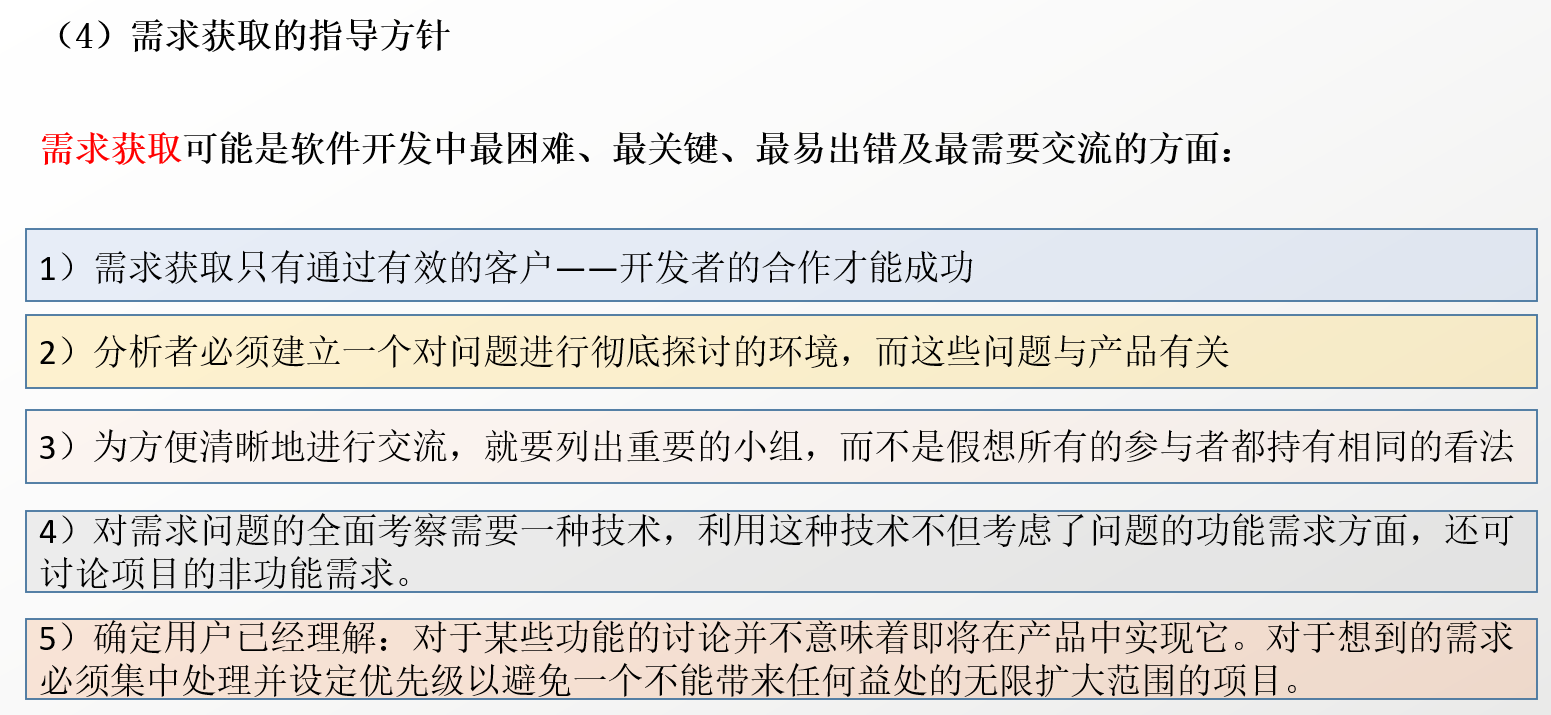 （4）需求获取的指导方针
需求获取可能是软件开发中最困难、最关键、最易出错及最需要交流的方面：
1）需求获取只有通过有效的客户——开发者的合作才能成功
2）分析者必须建立一个对问题进行彻底探讨的环境，而这些问题与产品有关
3）为方便清晰地进行交流，就要列出重要的小组，而不是假想所有的参与者都持有相同的看法
4）对需求问题的全面考察需要一种技术，利用这种技术不但考虑了问题的功能需求方面，还可
讨论项目的非功能需求。
5）确定用户已经理解：对于某些功能的讨论并不意味着即将在产品中实现它。对于想到的需求
必须集中处理并设定优先级以避免一个不能带来任何益处的无限扩大范围的项目。